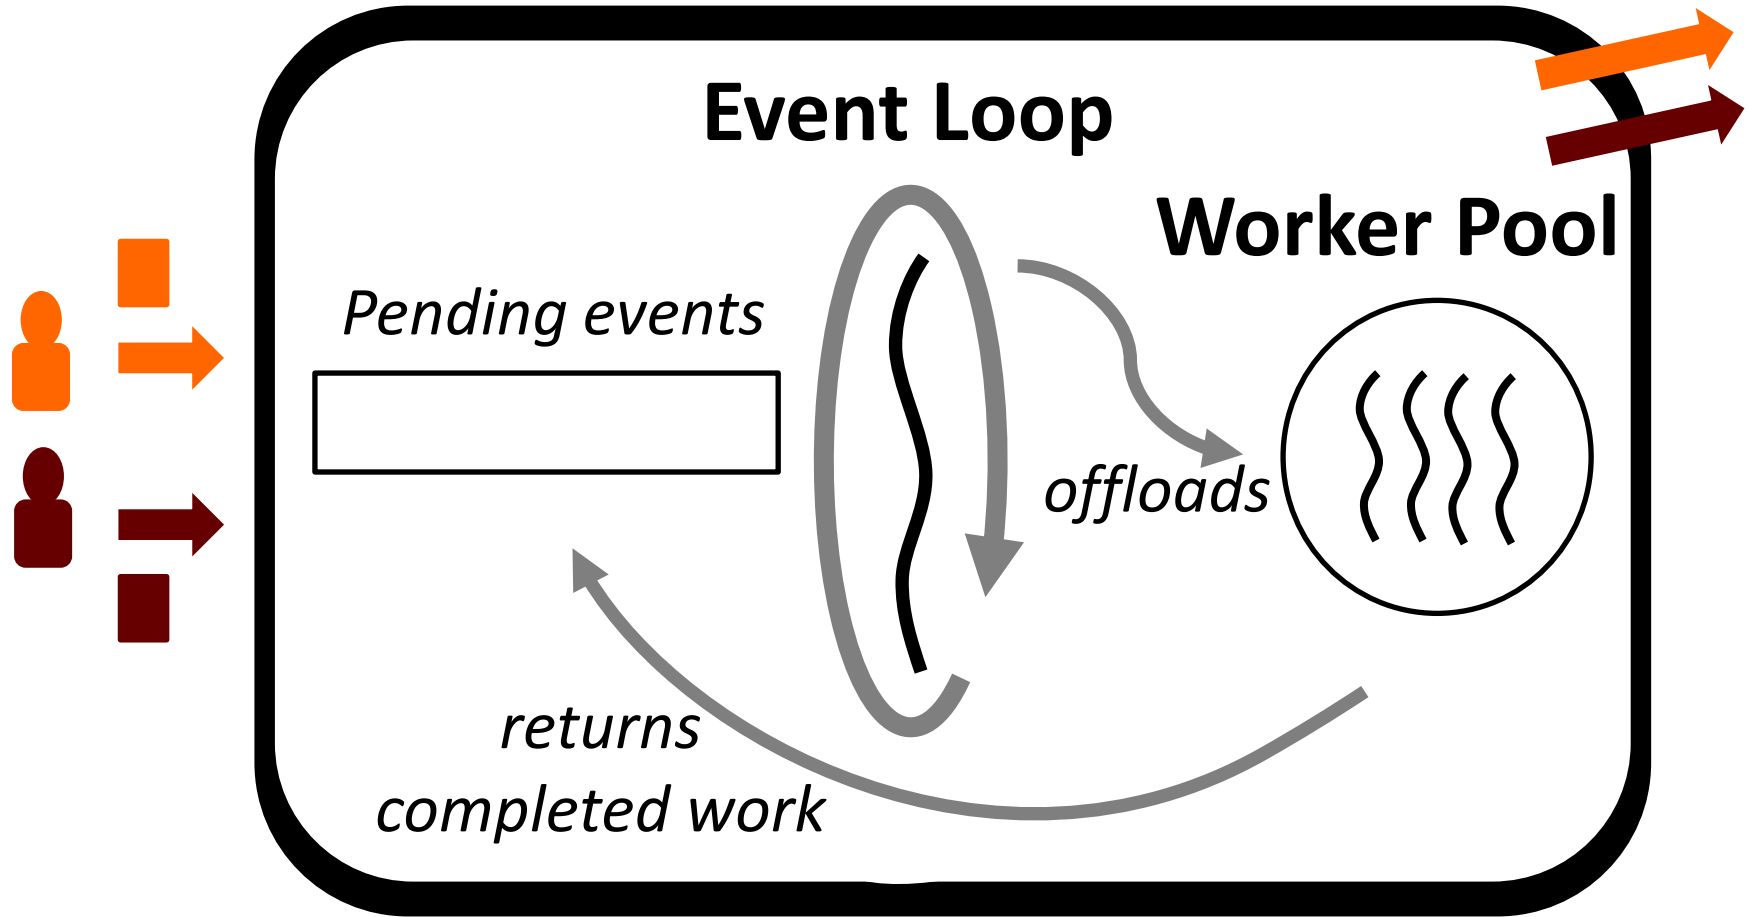 Event Loop
Worker Pool
Pending events
offloads
returns
completed work